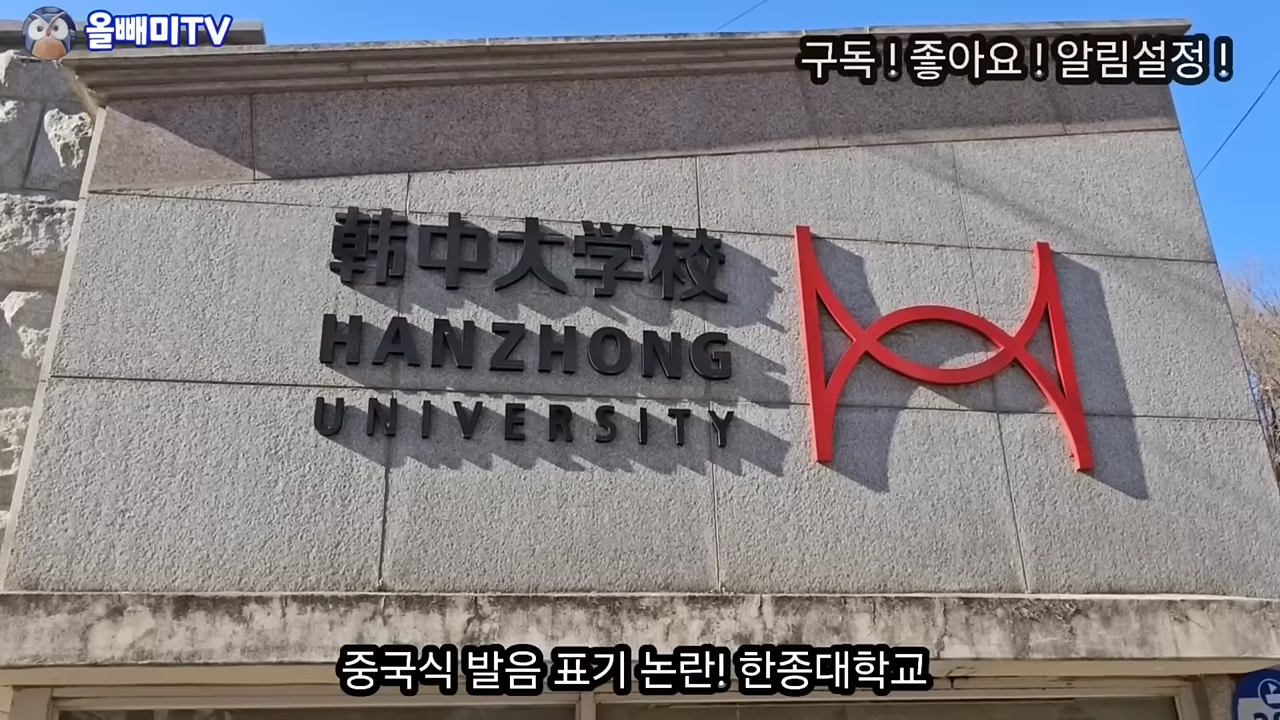 올빼미TV
구독 ! 좋아요 ! 알림설정 !
韩中大学校
HANZHONG
UNIVERSITY
중국식 발음 표기 논란! 한종대학교